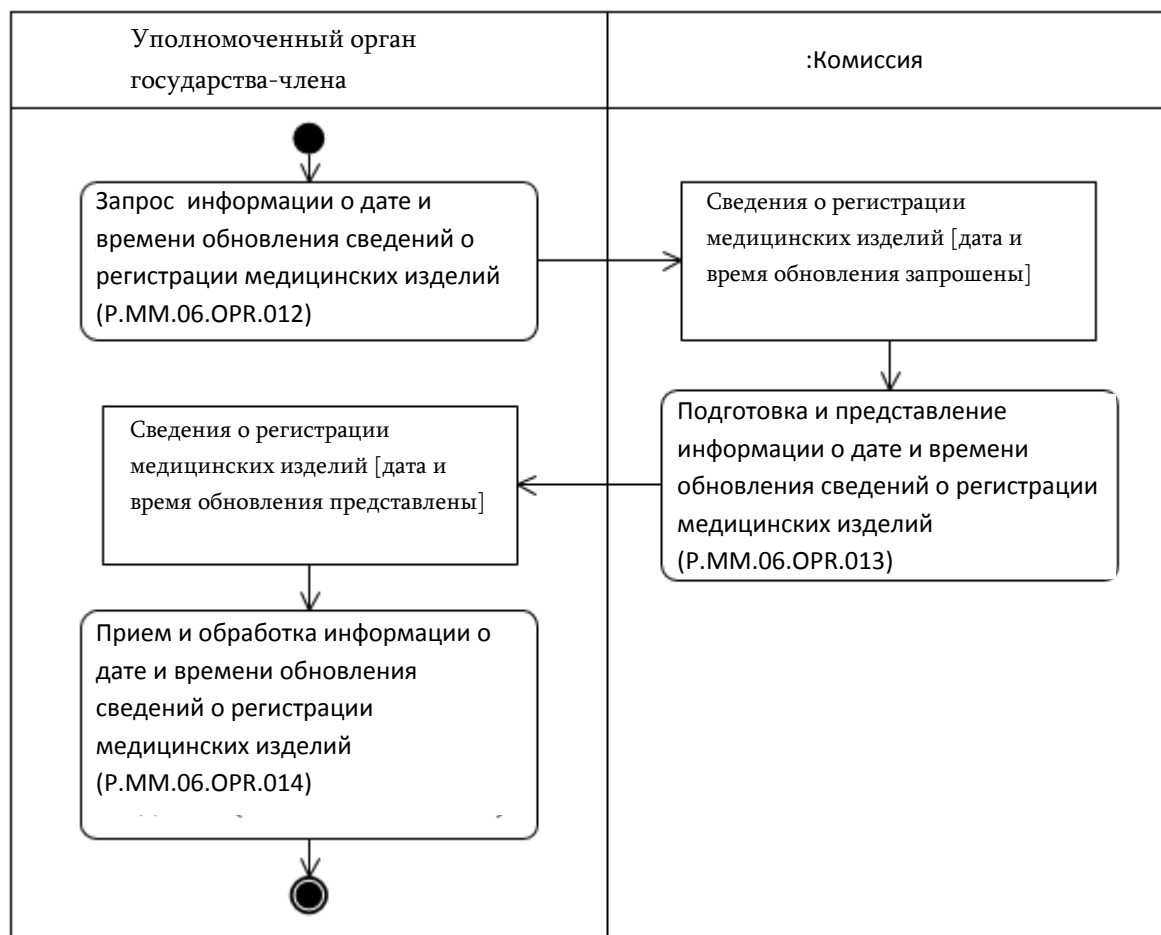 Уполномоченный орган
государства-члена
:Комиссия
Запрос  информации о дате и
времени обновления сведений о
регистрации медицинских изделий
(P.MM.06.OPR.012)
Сведения о регистрации
медицинских изделий [дата и
время обновления запрошены]
Подготовка и представление
информации о дате и времени
обновления сведений о регистрации
медицинских изделий
(P.MM.06.OPR.013)
Сведения о регистрации
медицинских изделий [дата и
время обновления представлены]
Прием и обработка информации о
дате и времени обновления
сведений о регистрации
медицинских изделий
(P.MM.06.OPR.014)